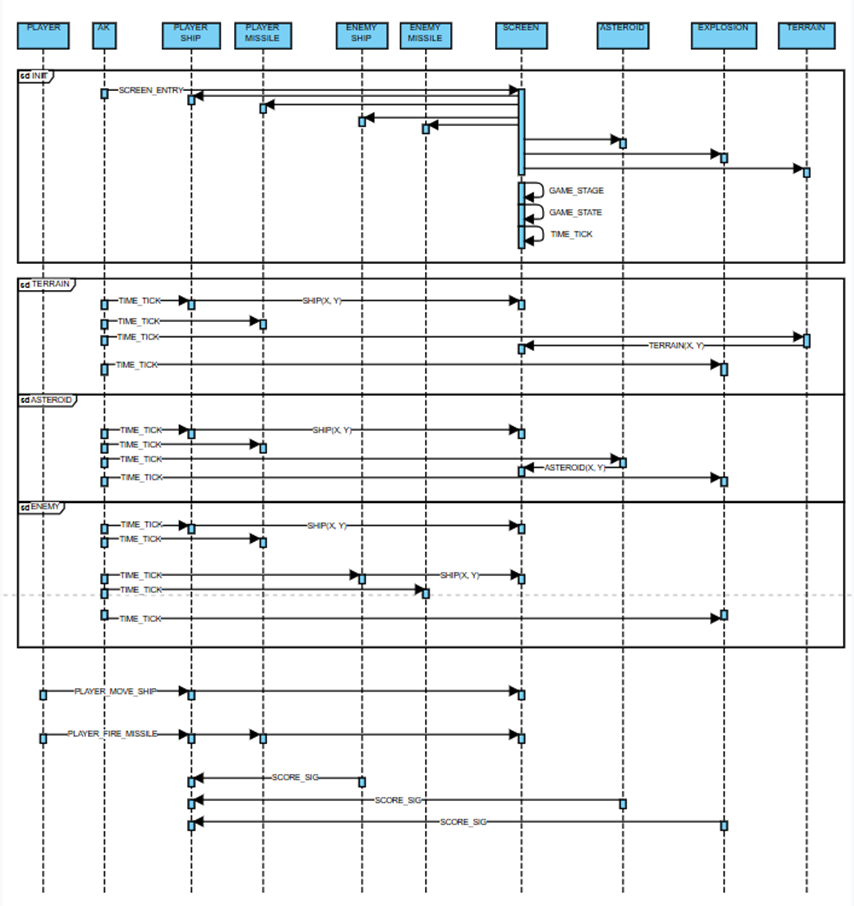 PLAYER
AK
PLAYER
SHIP
PLAYER
MISSILE
ENEMY
SHIP
ENEMY
MISSILE
SCREEN
ASTEROID
EXPLOSION
TERRAIN
sd INIT
SCREEN_ENTRY
GAME_STAGE
GAME_STATE
TIME_TICK
sd TERRAIN
TIME_TICK
SHIP(X, Y)
TIME_TICK
TIME_TICK
TERRAIN(X, Y)
TIME_TICK
sd ASTEROID
TIME_TICK
SHIP(X, Y)
TIME_TICK
TIME_TICK
ASTEROID(X, Y)
TIME_TICK
sd ENEMY
TIME_TICK
SHIP(X, Y)
TIME_TICK
TIME_TICK
SHIP(X, Y)
TIME_TICK
TIME_TICK
PLAYER_MOVE_SHIP
PLAYER_FIRE_MISSILE
SCORE_SIG
SCORE_SIG
SCORE_SIG